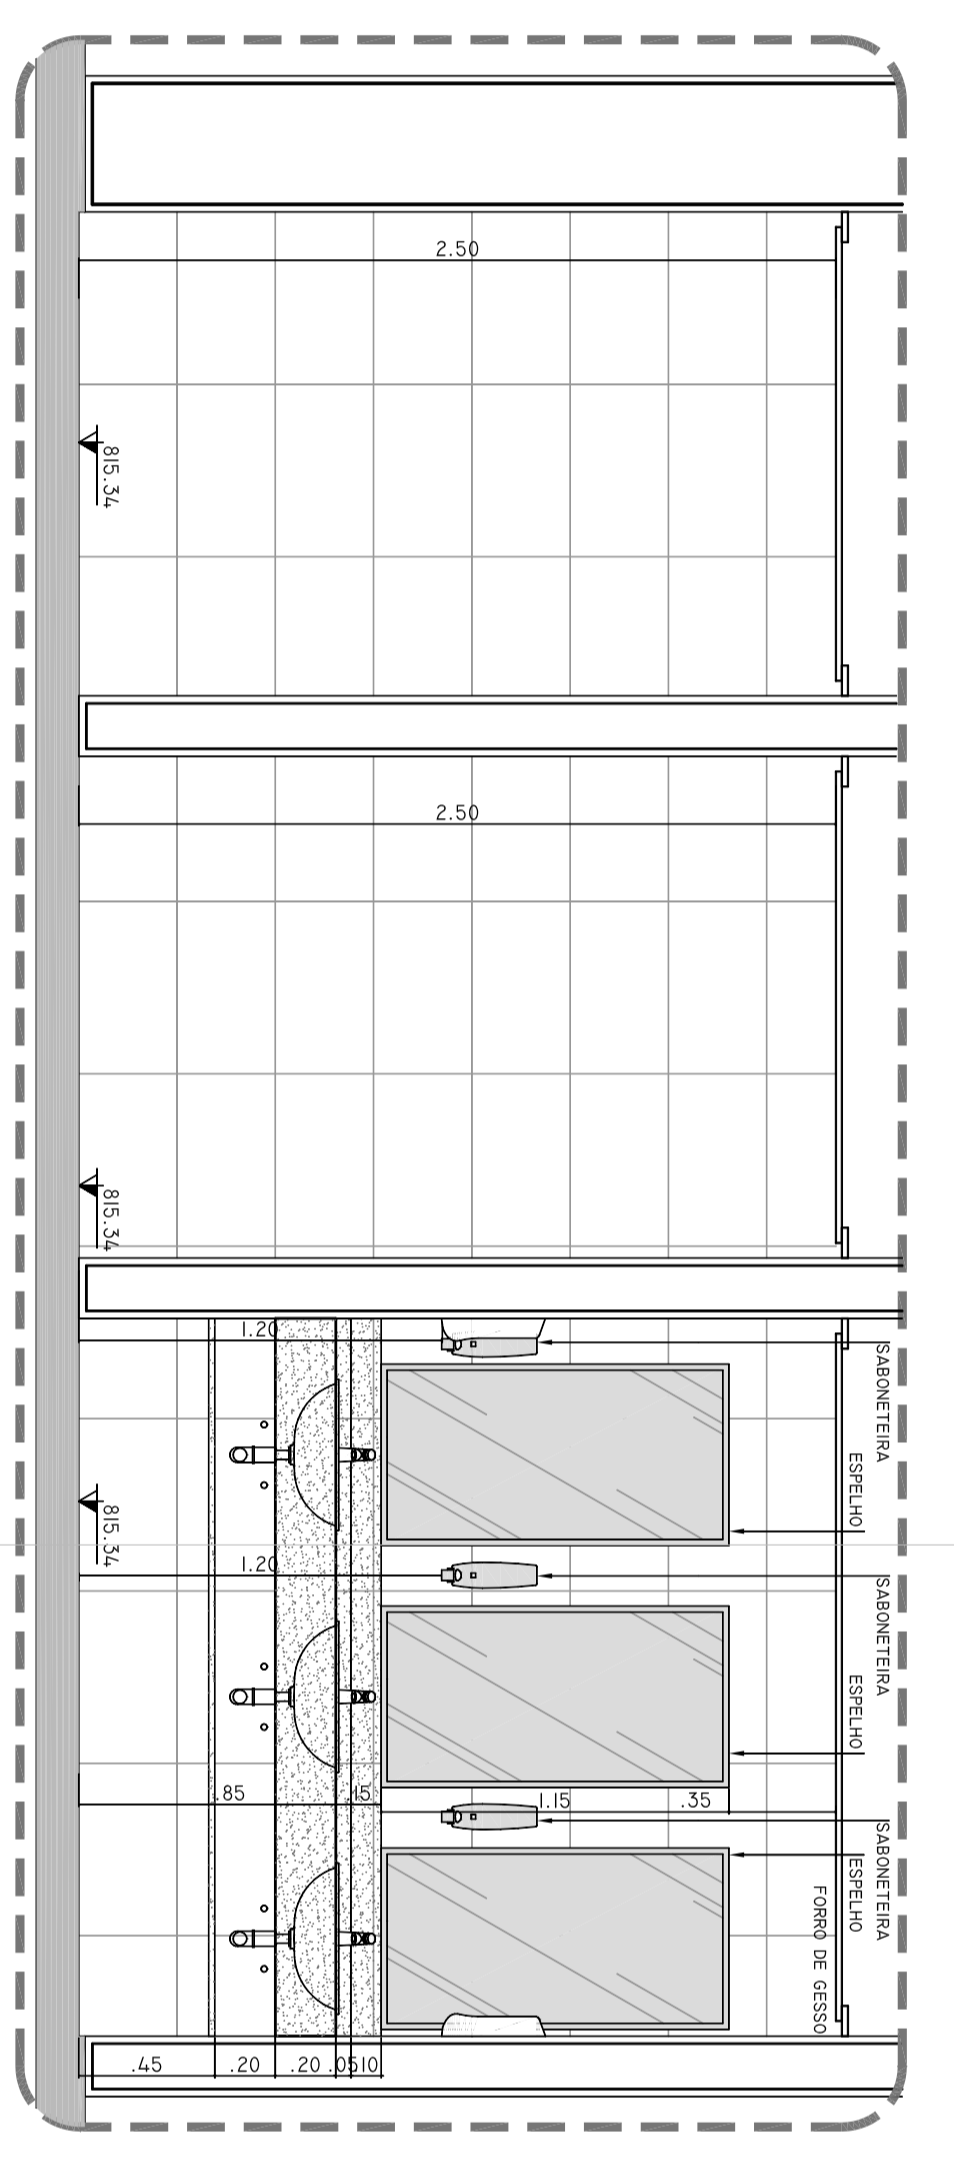 2.50
815.34
2.50
815.34
1.20
SABONETEIRA
ESPELHO
815.34
1.20
SABONETEIRA
ESPELHO
.85
.15
1.15
.35
SABONETEIRA
ESPELHO
FORRO DE GESSO
.45
.20
.20
.05
.10